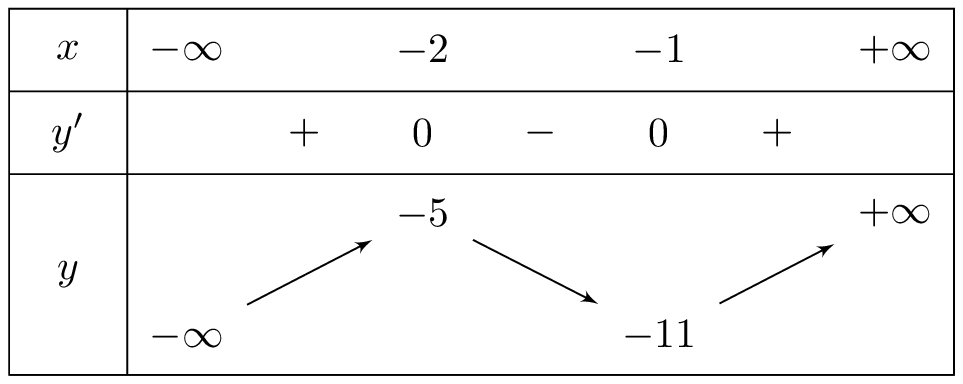 x −∞ −2 −1 +∞
y′ + 0 − 0 +
−5 +∞
y
−∞ −11